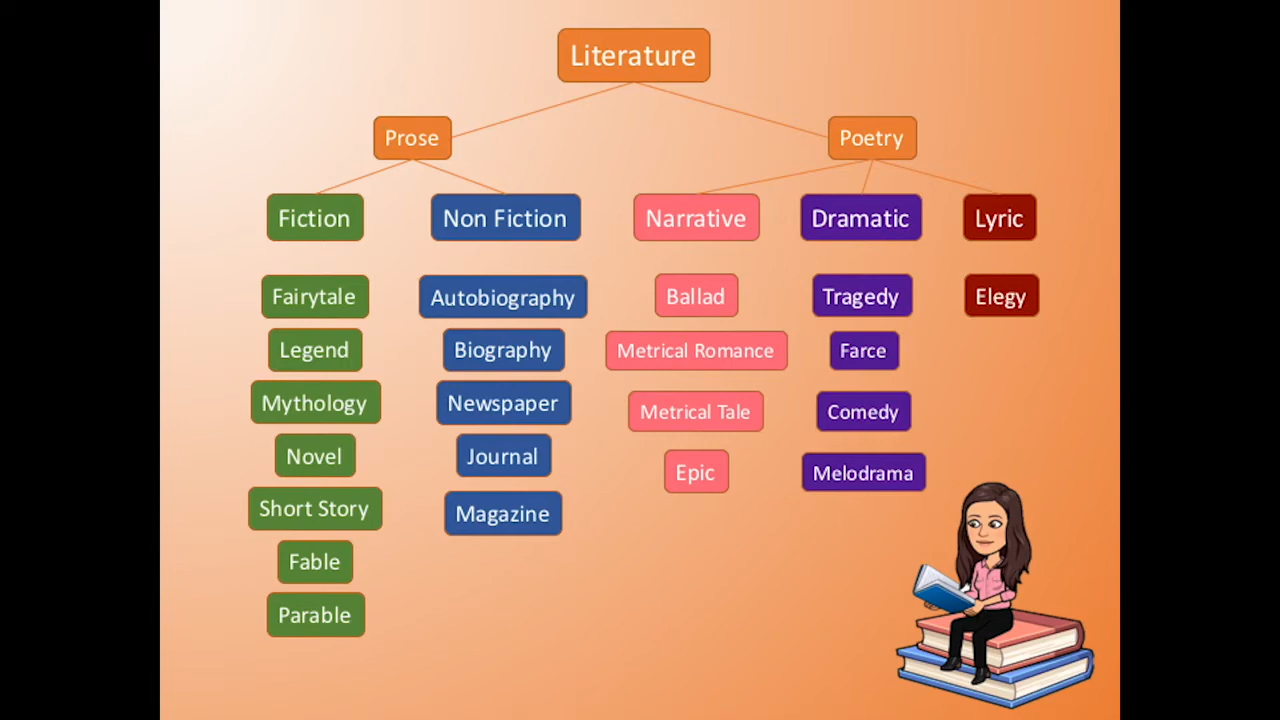 Literature
Prose
Poetry
Fiction
Non Fiction
Narrative
Dramatic
Lyric
Fairytale
Legend
Mythology
Novel
Short Story
Fable
Parable
Autobiography
Biography
Newspaper
Journal
Magazine
Ballad
Metrical Romance
Metrical Tale
Epic
Tragedy
Farce
Comedy
Melodrama
Elegy